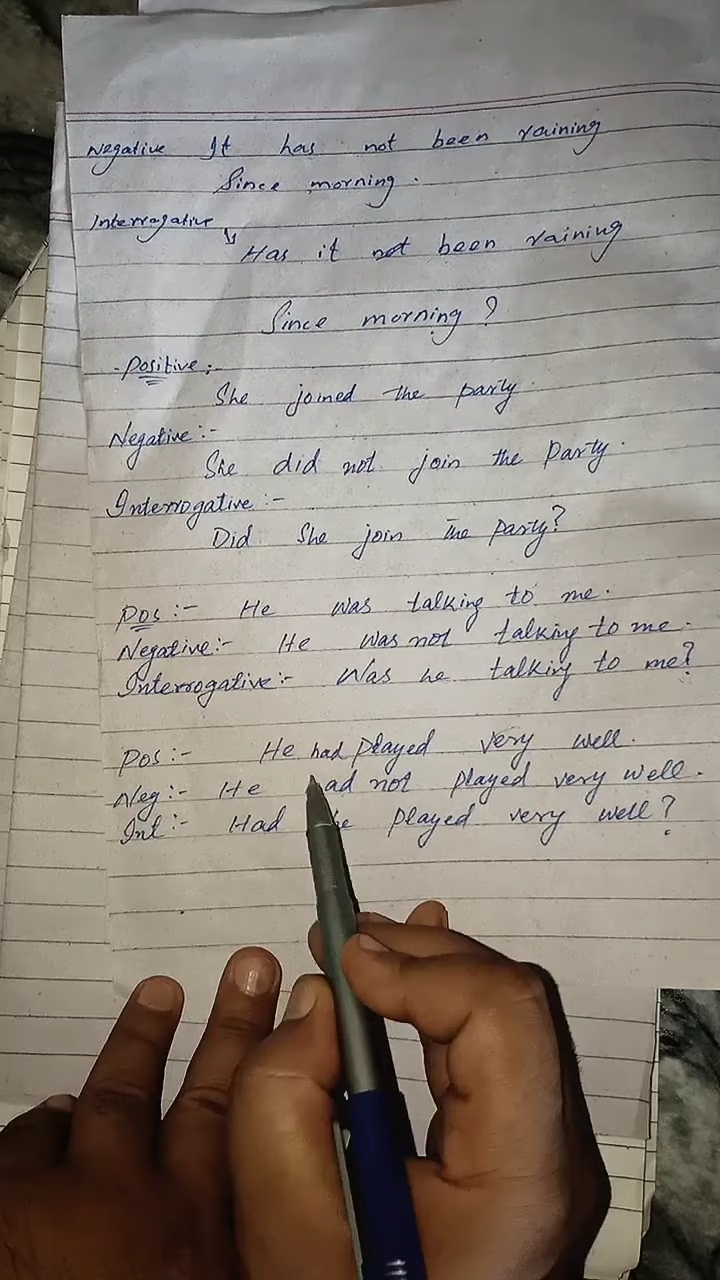 Negative It has not been raining
Since morning.
Interrogative
Has it not been raining
Since morning?
Positive:-
She joined the party.
Negative:-
She did not join the party.
Interrogative:-
Did She join the party?
Pos:- He was talking to me.
Negative:- He was not talking to me.
Interrogative:- Was he talking to me?
Pos:- He had played very well.
Neg:- He had not played very well.
Int:- Had he played very well?